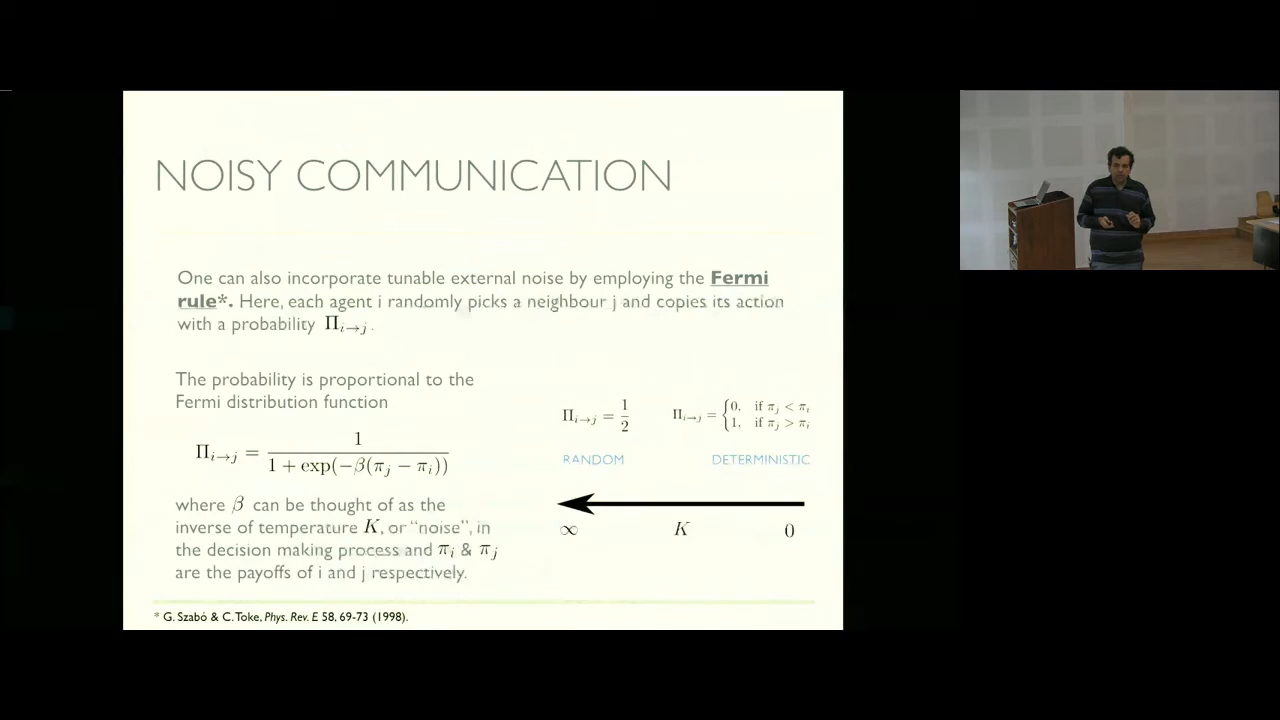 NOISY COMMUNICATION
One can also incorporate tunable external noise by employing the Fermi
rule*. Here, each agent i randomly picks a neighbour j and copies its action
with a probability Π_{i→j}.
The probability is proportional to the
Fermi distribution function
Π_{i→j} = 1 / (1 + exp(−β(π_j − π_i)))
where β can be thought of as the
inverse of temperature K, or "noise", in
the decision making process and π_i & π_j
are the payoffs of i and j respectively.
Π_{i→j} = 1/2
Π_{i→j} = { 0. if π_j < π_i
1. if π_j > π_i
RANDOM DETERMINISTIC
∞ K 0
* G. Szabó & C. Toke, Phys. Rev. E 58, 69-73 (1998).